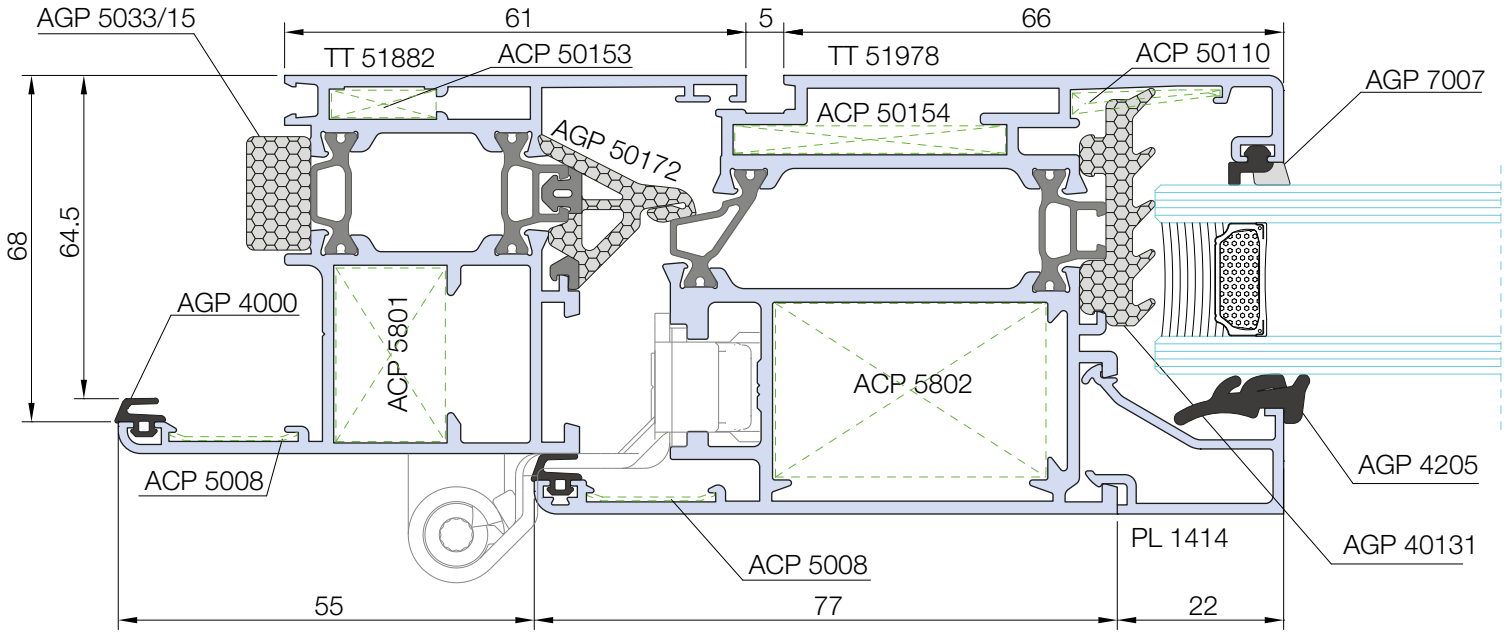 AGP 5033/15
61
5
66
TT 51882
ACP 50153
TT 51978
ACP 50110
AGP 7007
ACP 50154
AGP 50172
68
64.5
AGP 4000
ACP 5801
ACP 5802
ACP 5008
AGP 4205
PL 1414
AGP 40131
ACP 5008
55
77
22